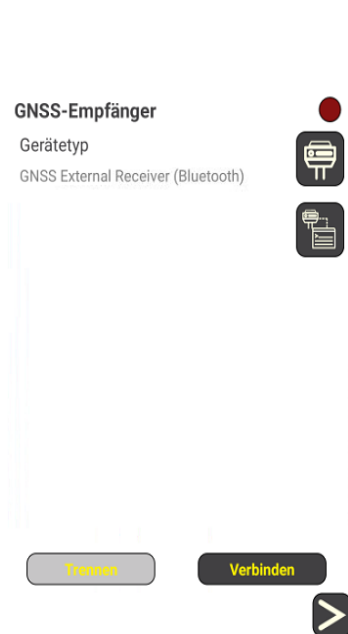 GNSS-Empfänger
Gerätetyp
GNSS External Receiver (Bluetooth)
Trennen
Verbinden